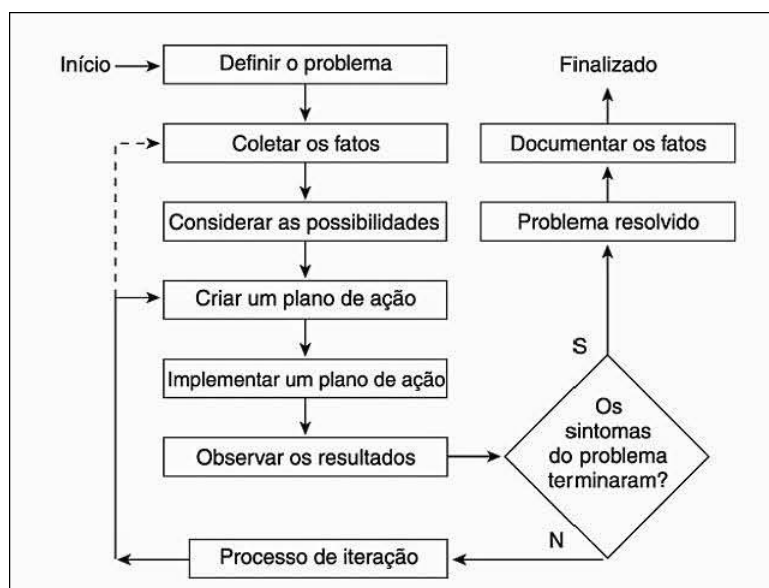 Início
Definir o problema
Coletar os fatos
Considerar as possibilidades
Criar um plano de ação
Implementar um plano de ação
Observar os resultados
Os
sintomas
do problema
terminaram?
S
Problema resolvido
Documentar os fatos
Finalizado
N
Processo de iteração